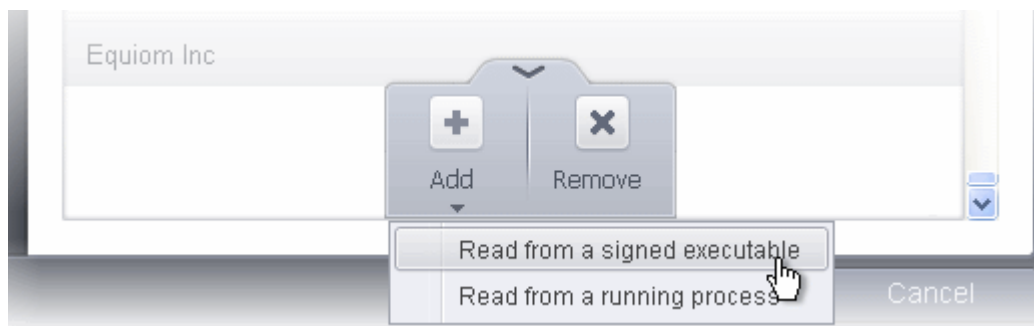 Equiom Inc
Add Remove
Read from a signed executable
Read from a running process
Cancel